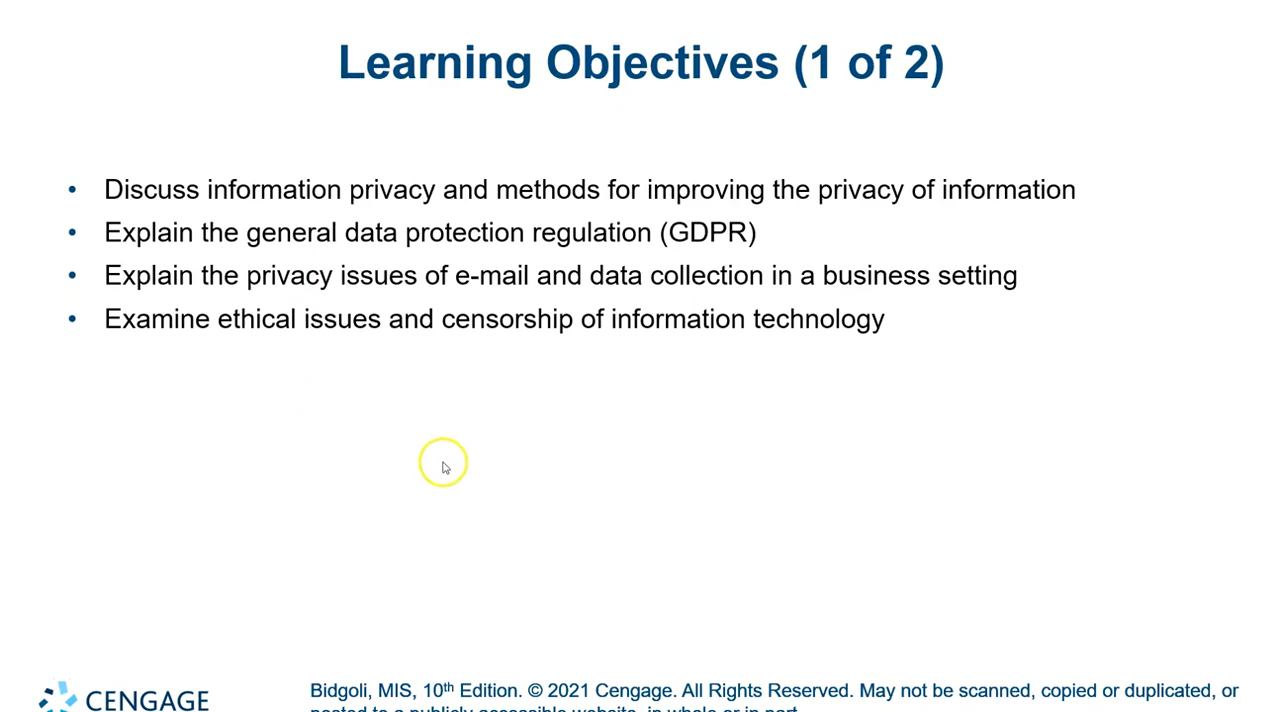 Learning Objectives (1 of 2)
• Discuss information privacy and methods for improving the privacy of information
• Explain the general data protection regulation (GDPR)
• Explain the privacy issues of e-mail and data collection in a business setting
• Examine ethical issues and censorship of information technology
CENGAGE
Bidgoli, MIS, 10th Edition. © 2021 Cengage. All Rights Reserved. May not be scanned, copied or duplicated, or
posted to a publicly accessible website, in whole or in part.